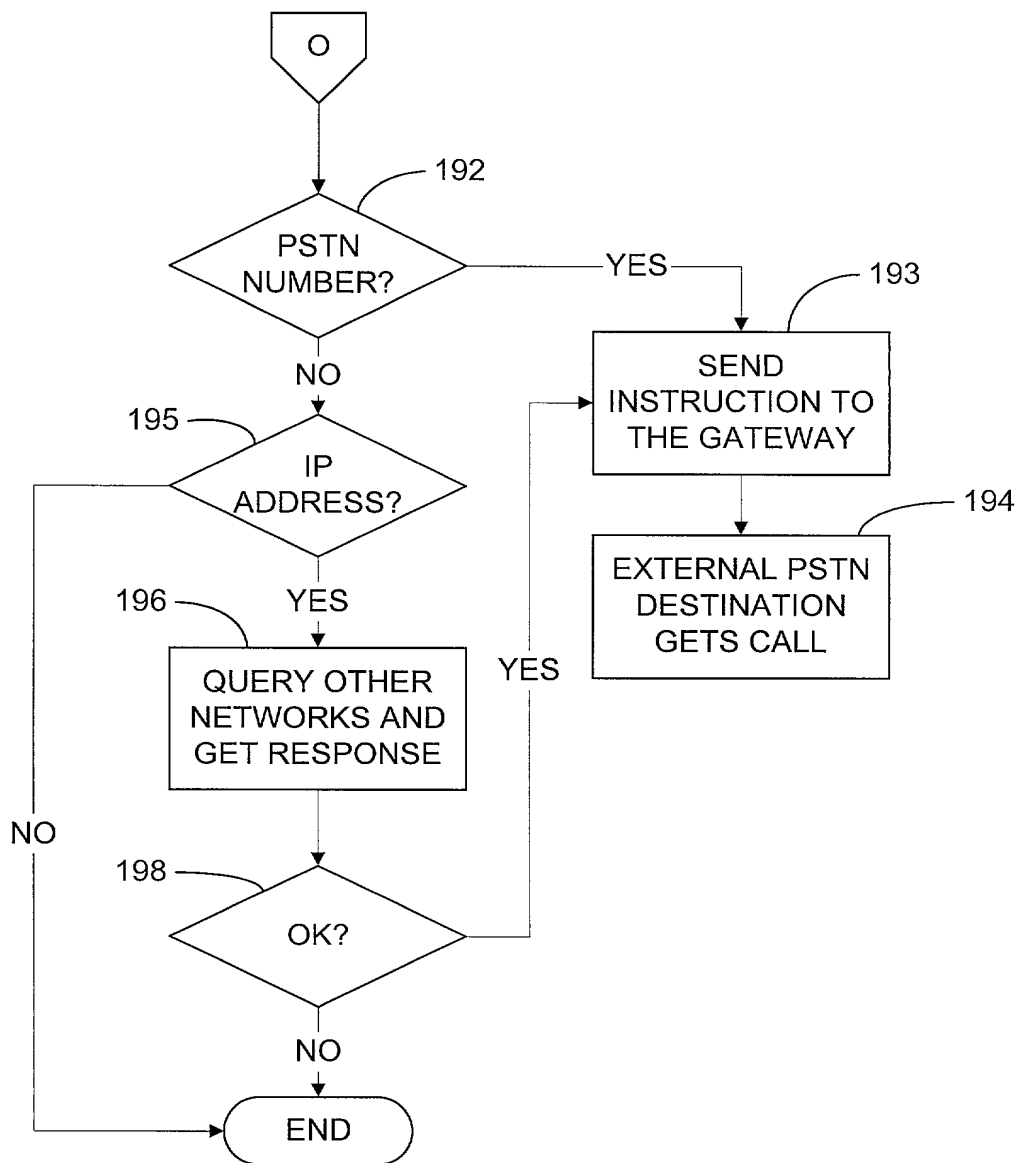 O
192
PSTN
NUMBER?
YES
193
SEND
INSTRUCTION TO
THE GATEWAY
NO
195
IP
ADDRESS?
194
EXTERNAL PSTN
DESTINATION
GETS CALL
YES
196
QUERY OTHER
NETWORKS AND
GET RESPONSE
YES
NO
198
OK?
NO
END